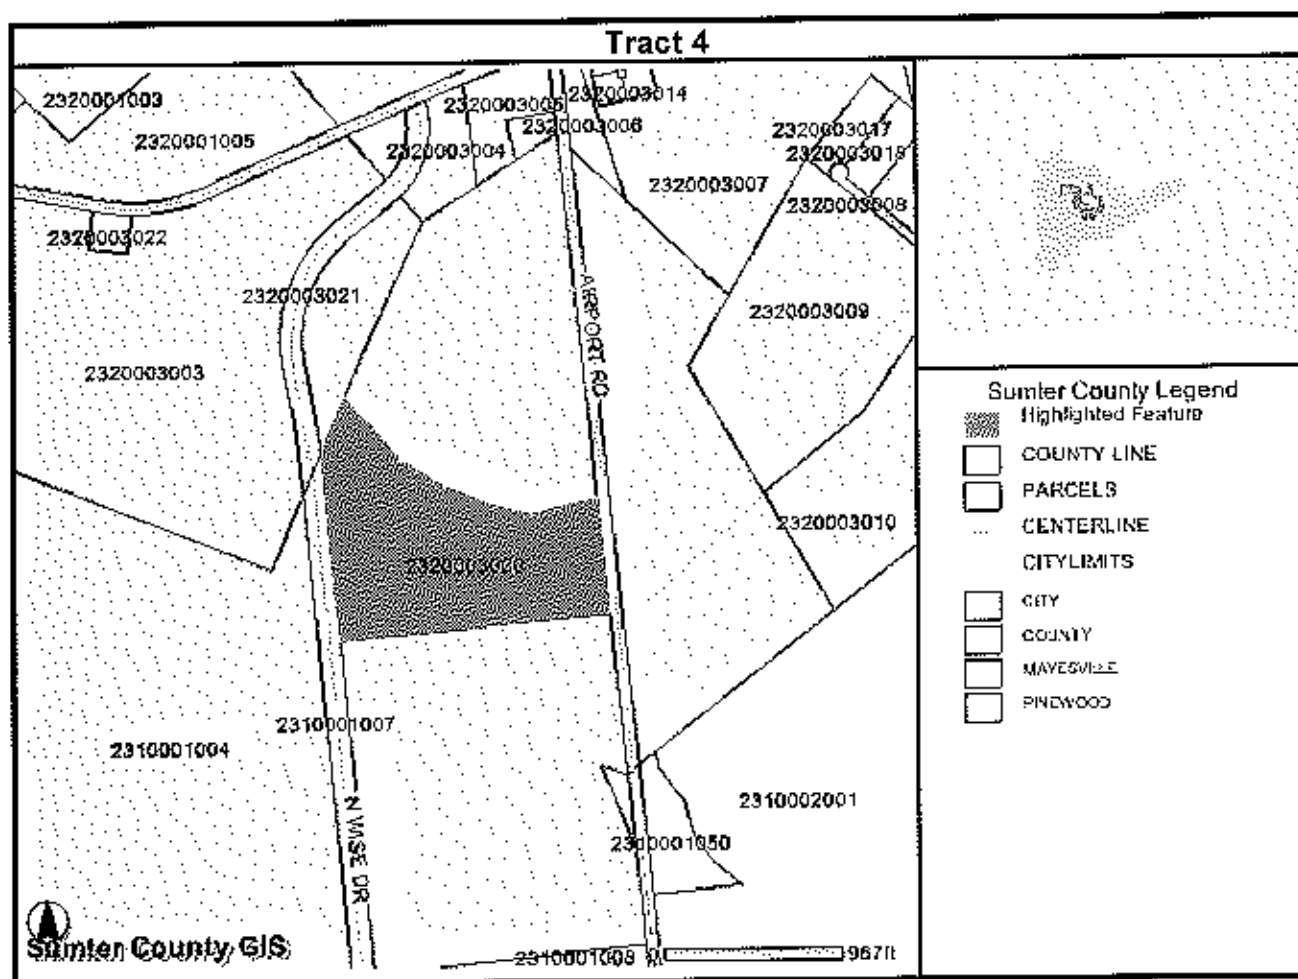 Tract 4
2320001003
2320001005
2320003005
2320003014
2320003006
2320003004
2320003017
2320003007
2320003008
2320003022
2320003021
AIRPORT RD
2320003009
2320003003
2320003010
2310001007
2310001004
N WISE DR
2310002001
2310001050
Sumter County GIS
967ft
Sumter County Legend
Highlighted Feature
COUNTY LINE
PARCELS
CENTERLINE
CITYLIMITS
CITY
COUNTY
MAYESVILLE
PINEWOOD